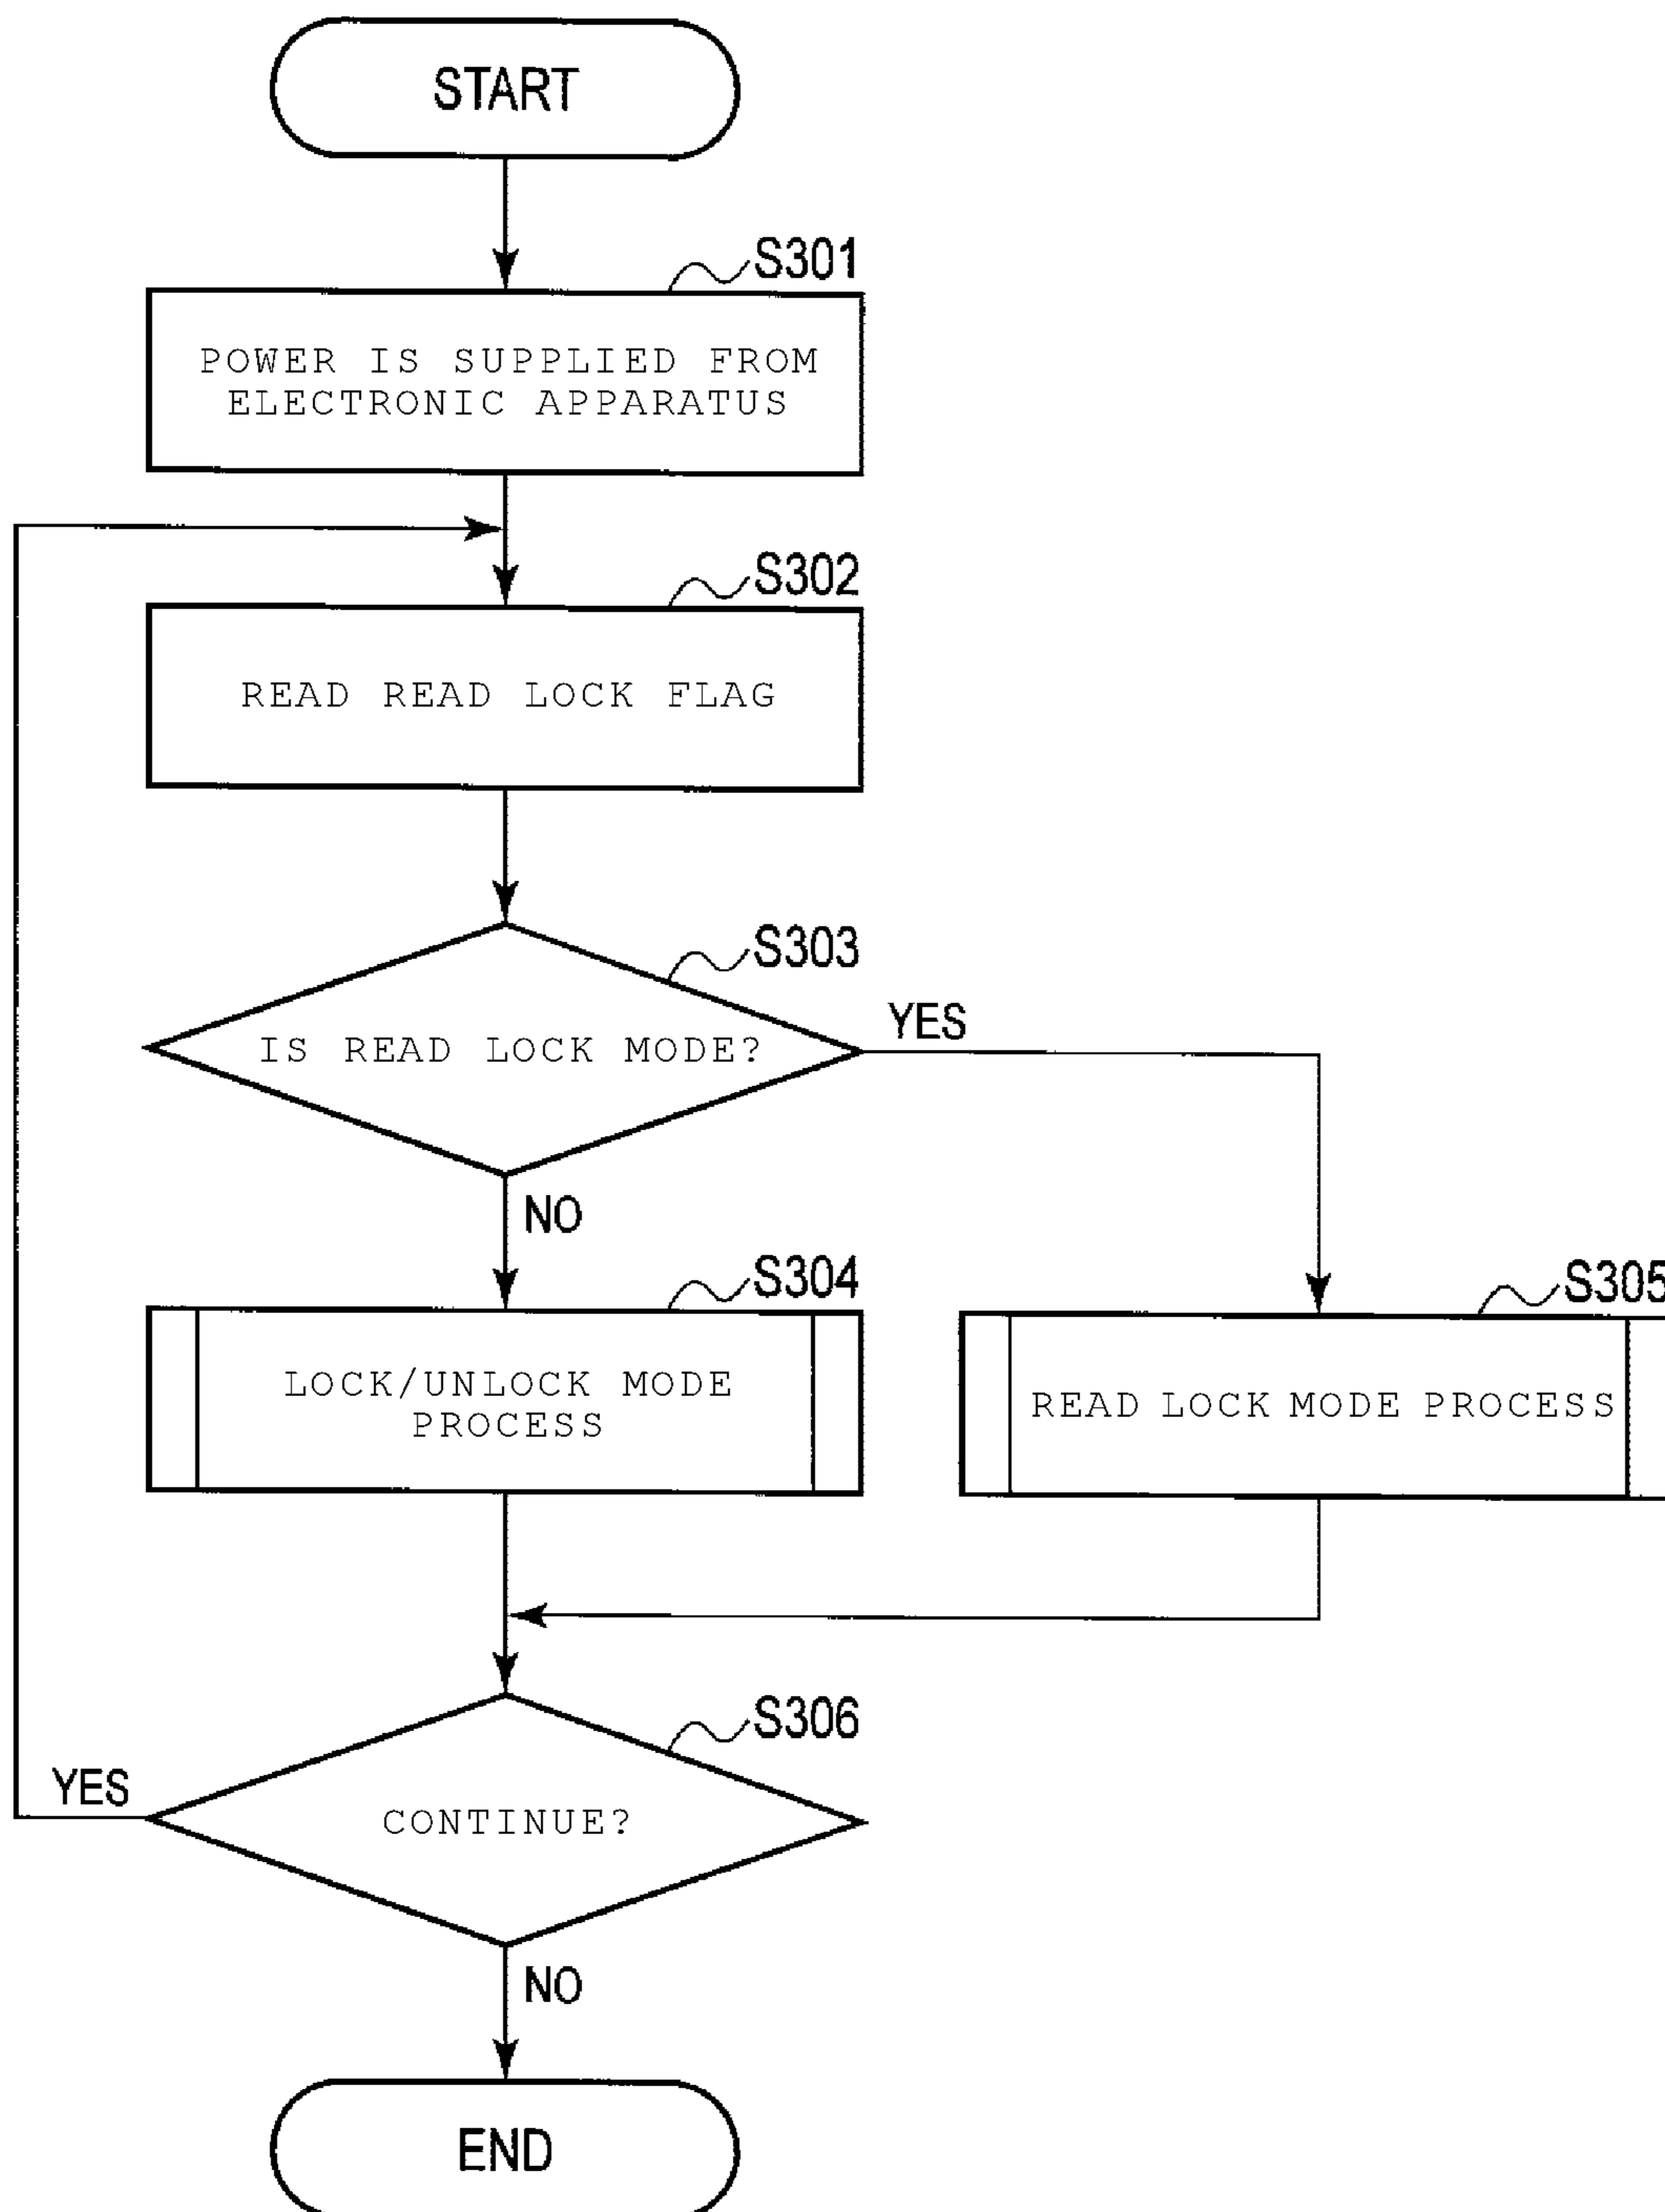 START
S301
POWER IS SUPPLIED FROM
ELECTRONIC APPARATUS
S302
READ READ LOCK FLAG
S303
IS READ LOCK MODE?
YES
NO
S304
S305
LOCK/UNLOCK MODE
PROCESS
READ LOCK MODE PROCESS
S306
YES
CONTINUE?
NO
END